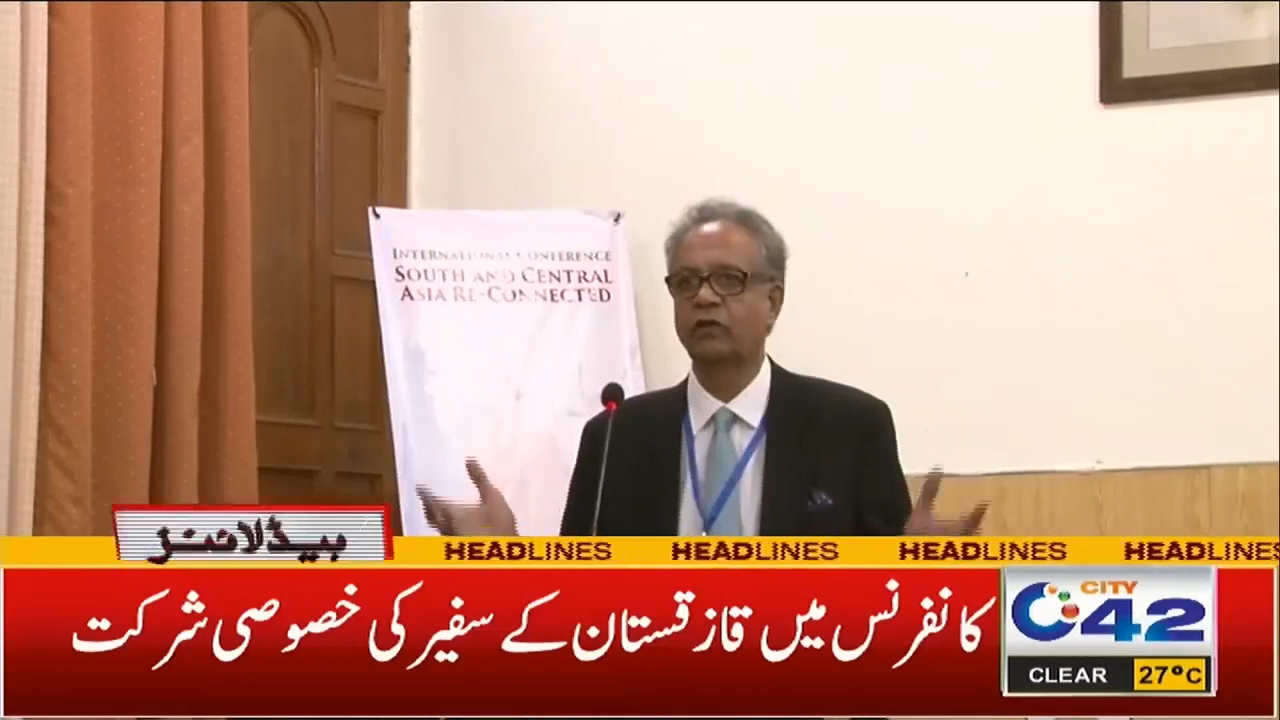 INTERNATIONAL CONFERENCE
SOUTH AND CENTRAL
ASIA RE-CONNECTED
ہیڈلائنز
HEADLINES HEADLINES HEADLINES HEADLINES
کانفرنس میں قازقستان کے سفیر کی خصوصی شرکت
CITY
42
CLEAR 27°C